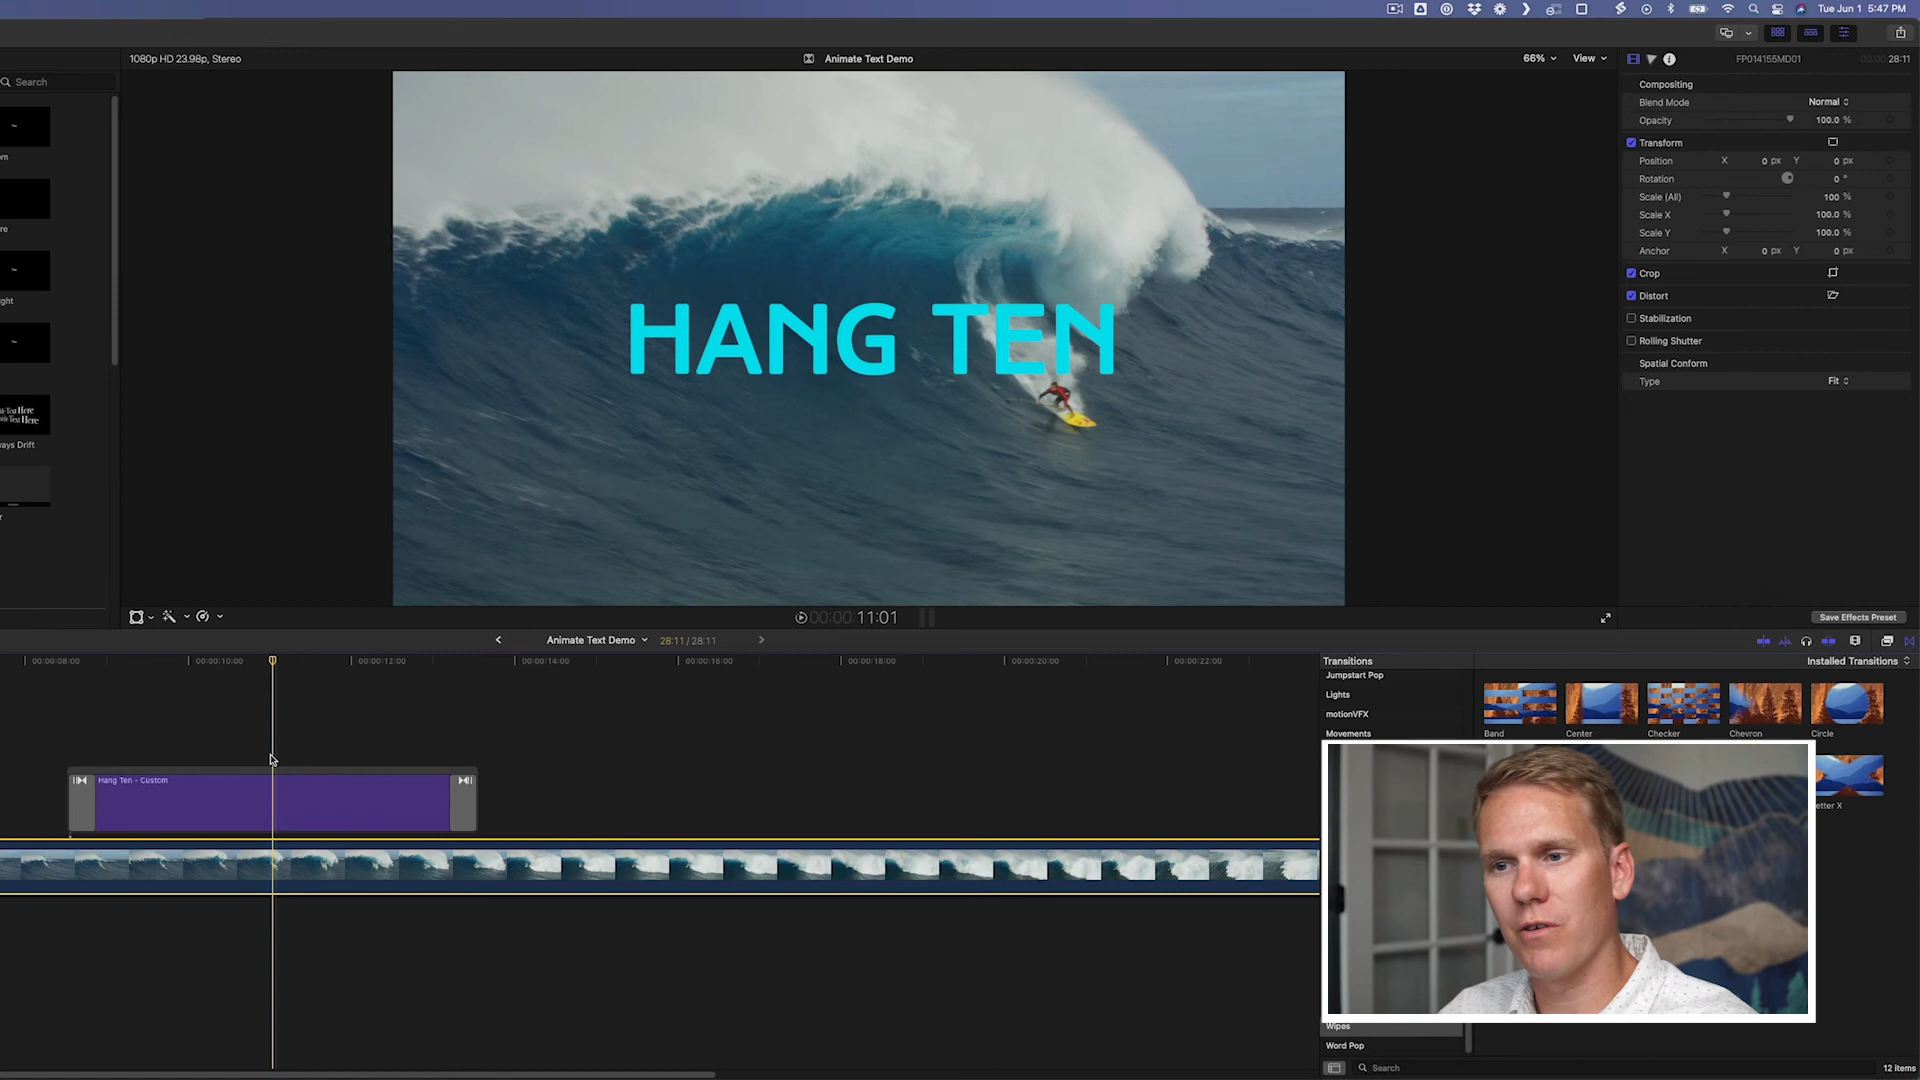 Tue Jun 1 5:47 PM
1080p HD 23.98p, Stereo
Animate Text Demo
66%
View
FP014155MD01
28:11
Search
Compositing
Blend Mode
Normal
Opacity
100.0 %
Transform
Position
X
0 px
Y
0 px
Rotation
0 °
Scale (All)
100 %
Scale X
100.0 %
Scale Y
100.0 %
Anchor
X
0 px
Y
0 px
Crop
Distort
Stabilization
Rolling Shutter
Spatial Conform
Type
Fit
HANG TEN
ays Drift
00:00:00:11:01
Save Effects Preset
Animate Text Demo
28:11 / 28:11
00:00:08:00
00:00:10:00
00:00:12:00
00:00:14:00
00:00:16:00
00:00:18:00
00:00:20:00
00:00:22:00
Hang Ten - Custom
Transitions
Installed Transitions
Jumpstart Pop
Lights
motionVFX
Movements
Band
Center
Checker
Chevron
Circle
etter X
Wipes
Word Pop
Search
12 items